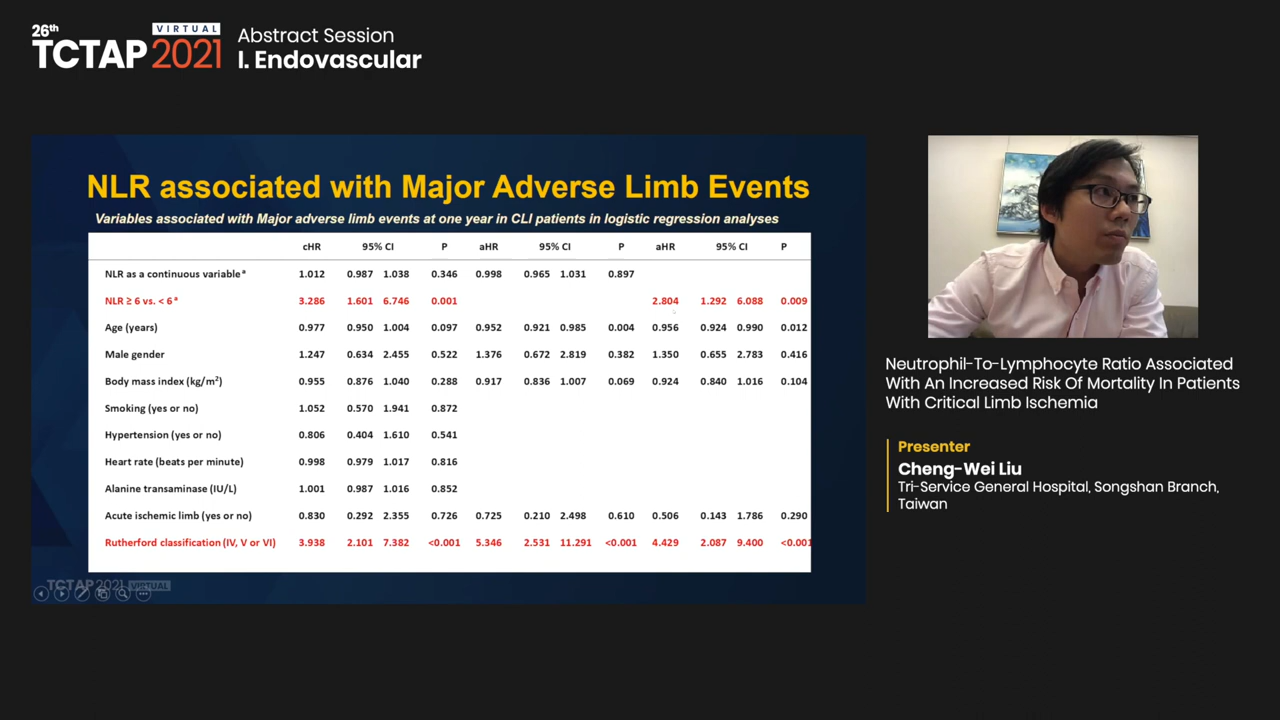 26th
VIRTUAL
TCTAP 2021
Abstract Session
I. Endovascular
NLR associated with Major Adverse Limb Events
Variables associated with Major adverse limb events at one year in CLI patients in logistic regression analyses
cHR 95% CI P aHR 95% CI P aHR 95% CI P
NLR as a continuous variable a 1.012 0.987 1.038 0.346 0.998 0.965 1.031 0.897
NLR ≥ 6 vs. < 6 a 3.286 1.601 6.746 0.001 2.804 1.292 6.088 0.009
Age (years) 0.977 0.950 1.004 0.097 0.952 0.921 0.985 0.004 0.956 0.924 0.990 0.012
Male gender 1.247 0.634 2.455 0.522 1.376 0.672 2.819 0.382 1.350 0.655 2.783 0.416
Body mass index (kg/m2) 0.955 0.876 1.040 0.288 0.917 0.836 1.007 0.069 0.924 0.840 1.016 0.104
Smoking (yes or no) 1.052 0.570 1.941 0.872
Hypertension (yes or no) 0.806 0.404 1.610 0.541
Heart rate (beats per minute) 0.998 0.979 1.017 0.816
Alanine transaminase (IU/L) 1.001 0.987 1.016 0.852
Acute ischemic limb (yes or no) 0.830 0.292 2.355 0.726 0.725 0.210 2.498 0.610 0.506 0.143 1.786 0.290
Rutherford classification (IV, V or VI) 3.938 2.101 7.382 <0.001 5.346 2.531 11.291 <0.001 4.429 2.087 9.400 <0.001
TCTAP 2021 VIRTUAL
Neutrophil-To-Lymphocyte Ratio Associated
With An Increased Risk Of Mortality In Patients
With Critical Limb Ischemia
Presenter
Cheng-Wei Liu
Tri-Service General Hospital, Songshan Branch,
Taiwan